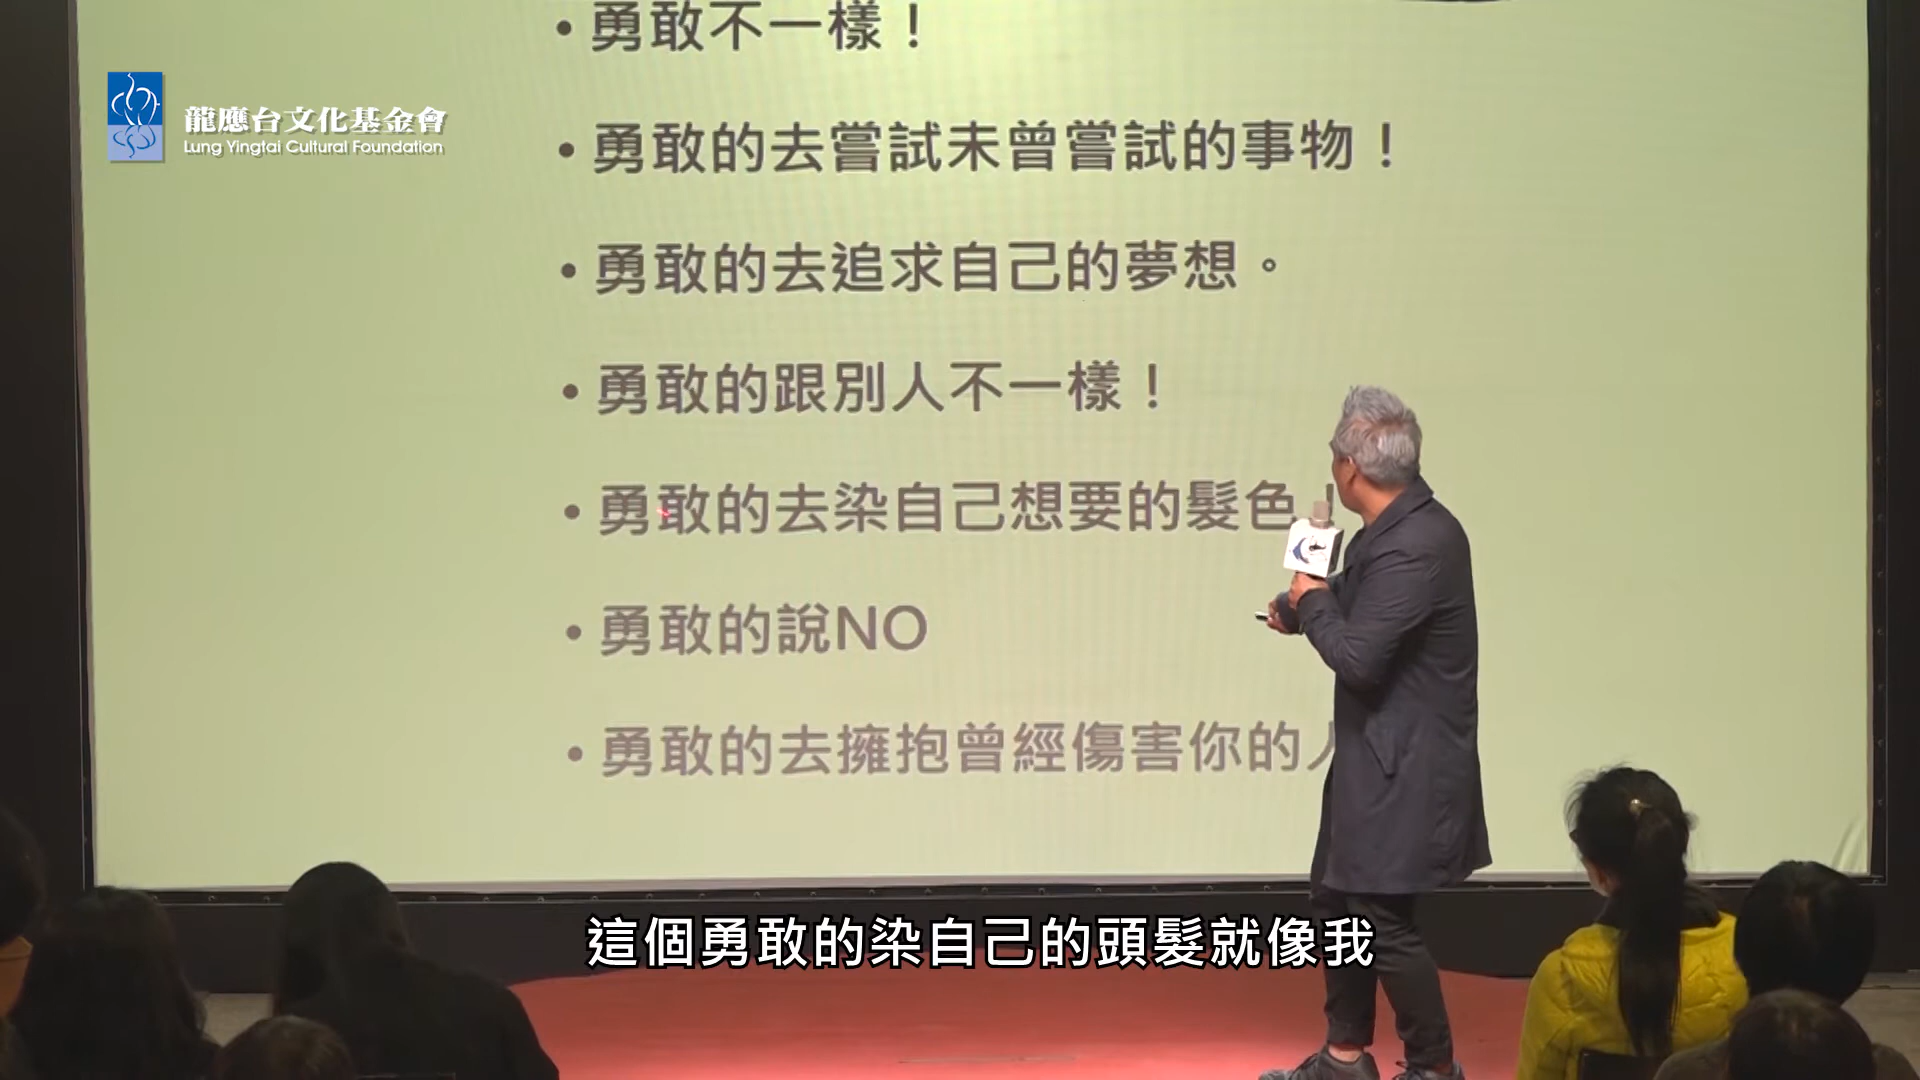 勇敢不一樣！
龍應台文化基金會
Lung Yingtai Cultural Foundation
勇敢的去嘗試未曾嘗試的事物！
勇敢的去追求自己的夢想。
勇敢的跟別人不一樣！
勇敢的去染自己想要的髮色！
勇敢的說NO
勇敢的去擁抱曾經傷害你的人
這個勇敢的染自己的頭髮就像我